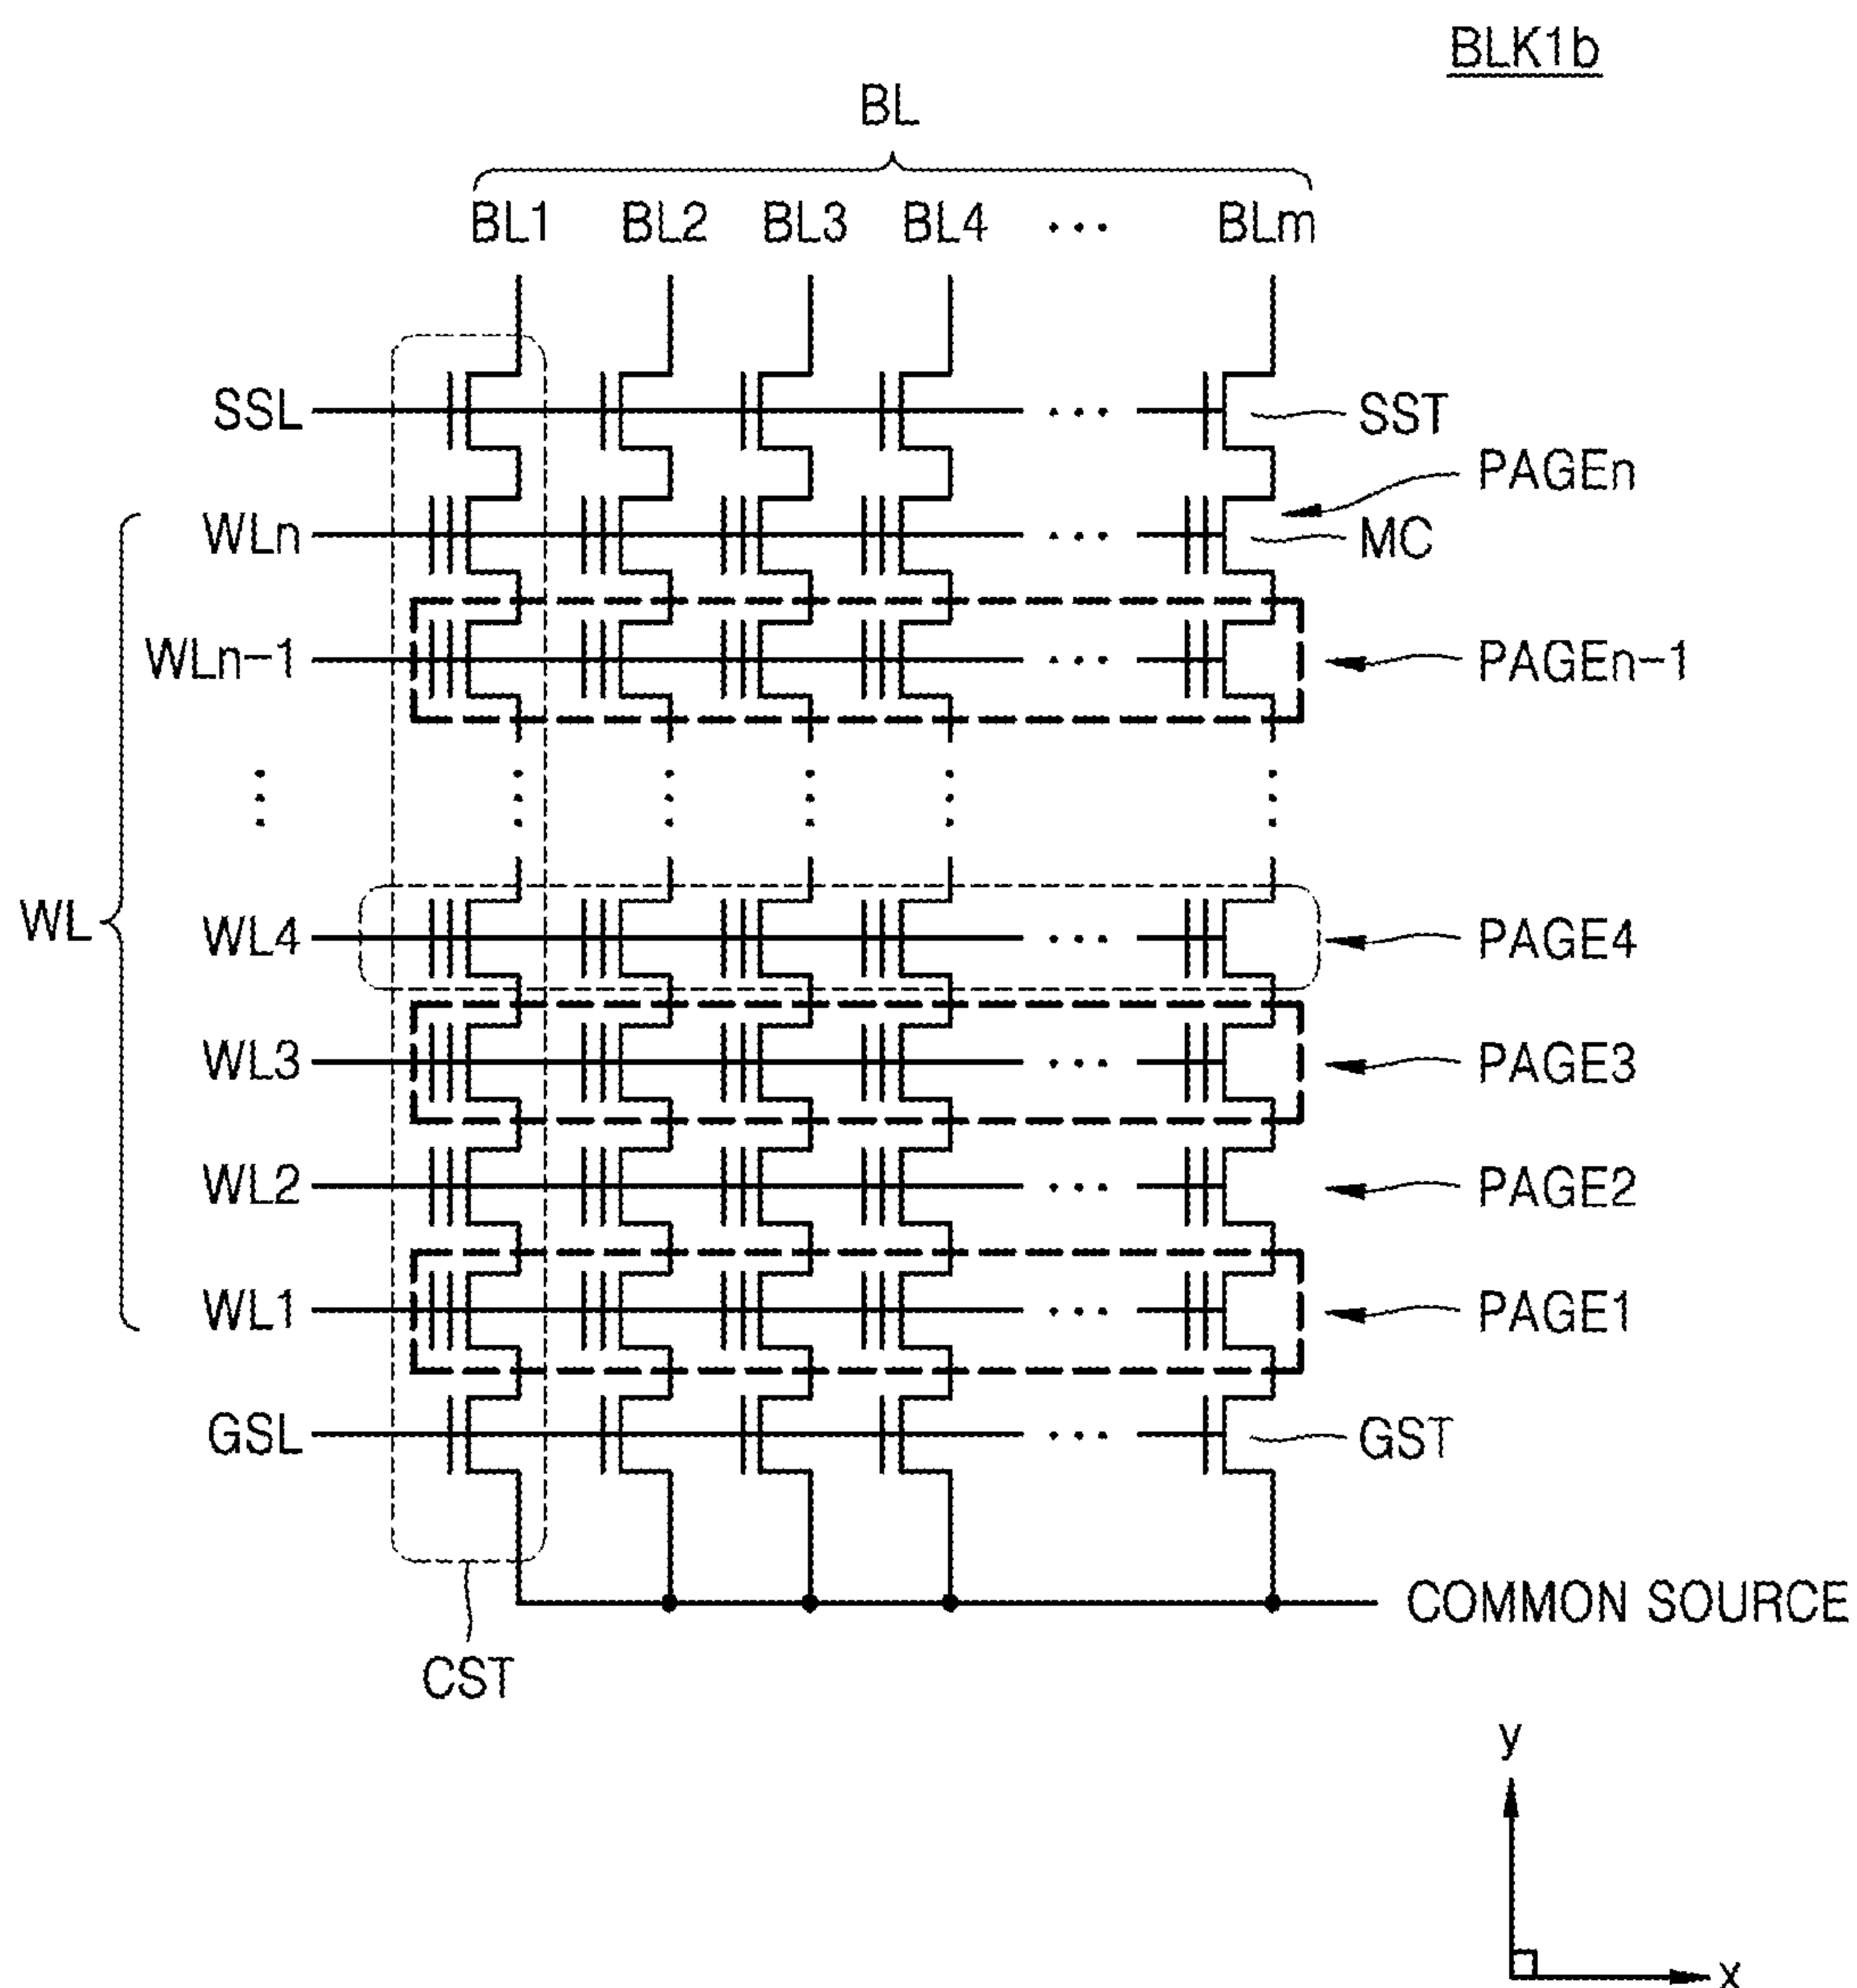 BLK1b
BL
BL1 BL2 BL3 BL4 ... BLm
SSL ... SST
PAGEn
WLn ... MC
WLn-1 ... PAGEn-1
WL
WL4 ... PAGE4
WL3 ... PAGE3
WL2 ... PAGE2
WL1 ... PAGE1
GSL ... GST
COMMON SOURCE
CST
y
x